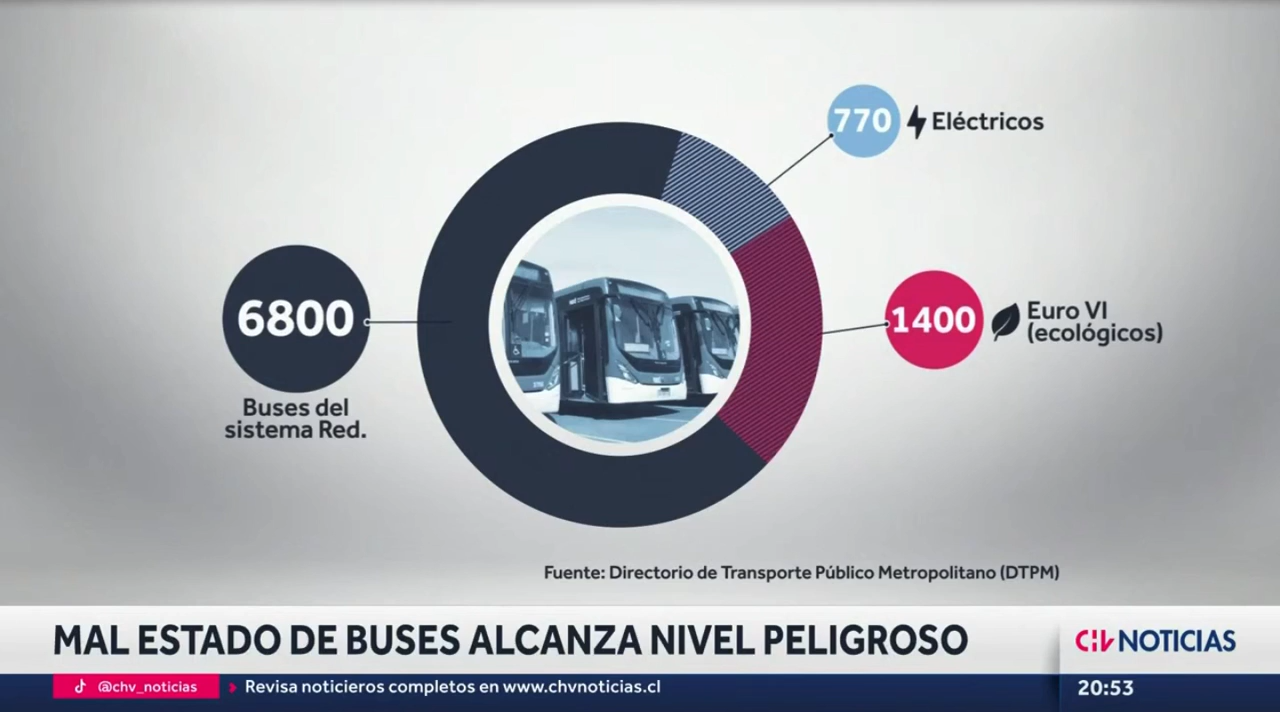 770 Eléctricos
6800
Buses del
sistema Red.
1400
Euro VI
(ecológicos)
Fuente: Directorio de Transporte Público Metropolitano (DTPM)
MAL ESTADO DE BUSES ALCANZA NIVEL PELIGROSO
CHV NOTICIAS
@chv_noticias
Revisa noticieros completos en www.chvnoticias.cl
20:53